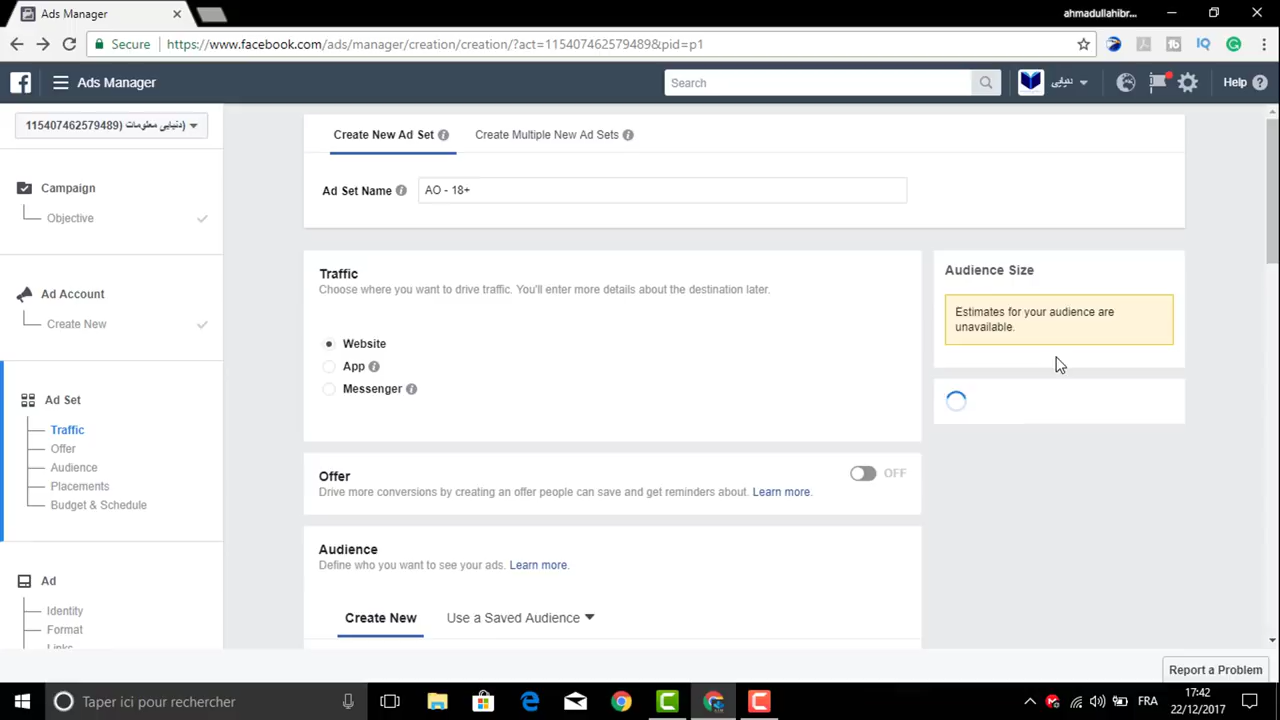 Ads Manager
ahmadullahibr...
Secure
https://www.facebook.com/ads/manager/creation/creation/?act=115407462579489&pid=p1
Ads Manager
Search
Help
دنیایی معلومات) (115407462579489
Create New Ad Set
Create Multiple New Ad Sets
Ad Set Name
AO - 18+
Campaign
Objective
Ad Account
Create New
Ad Set
Traffic
Offer
Audience
Placements
Budget & Schedule
Ad
Identity
Format
Links
Traffic
Choose where you want to drive traffic. You'll enter more details about the destination later.
Website
App
Messenger
Audience Size
Estimates for your audience are
unavailable.
Offer
OFF
Drive more conversions by creating an offer people can save and get reminders about. Learn more.
Audience
Define who you want to see your ads. Learn more.
Create New
Use a Saved Audience
Report a Problem
Taper ici pour rechercher
FRA
17:42
22/12/2017